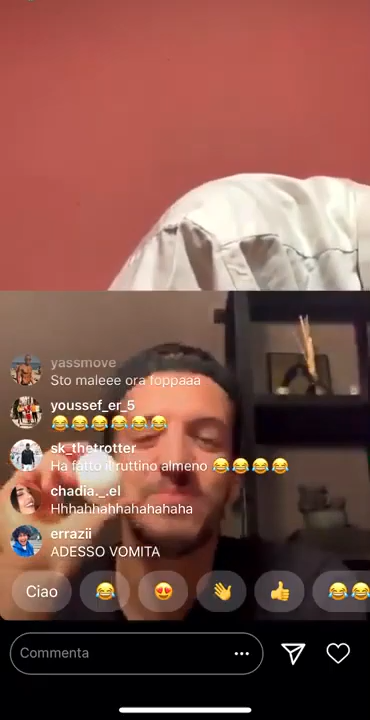 yassmove
Sto maleee ora foppaaa
youssef_er_5
😂😂😂😂😂😂
sk_thetrotter
Ha fatto il ruttino almeno 😂😂😂😂
chadia._.el
Hhhahhahhahahahaha
errazii
ADESSO VOMITA
Ciao 😂 😍 👋 👍 😂😂
Commenta